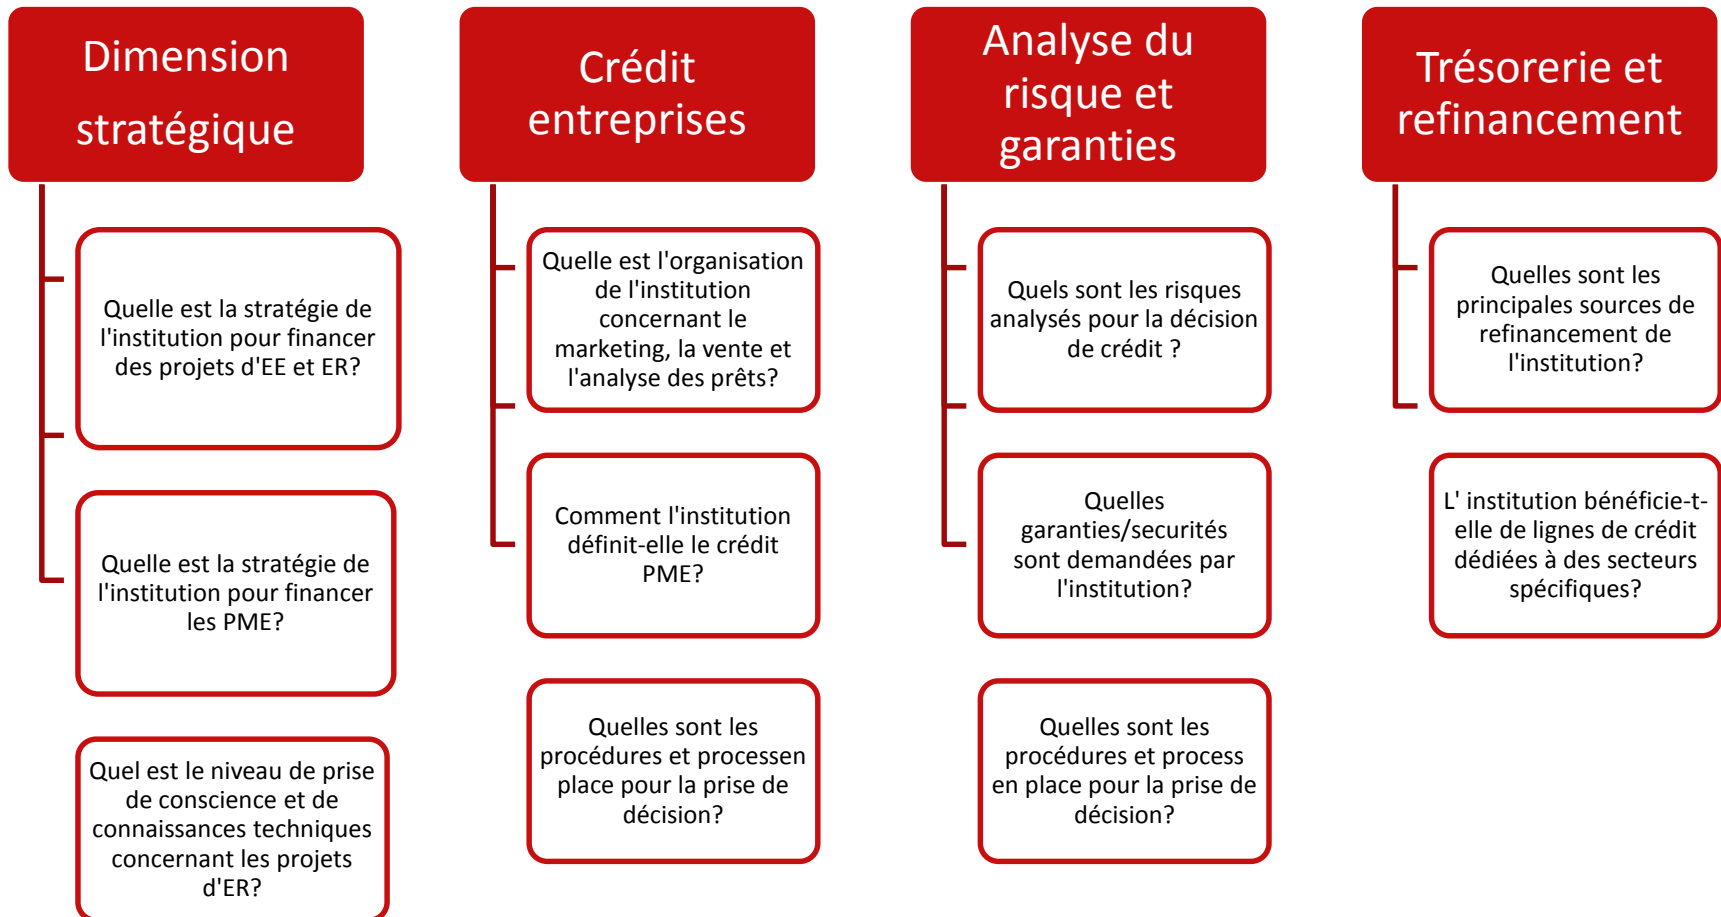 Dimension
stratégique
Quelle est la stratégie de
l'institution pour financer
des projets d'EE et ER?
Quelle est la stratégie de
l'institution pour financer
les PME?
Quel est le niveau de prise
de conscience et de
connaissances techniques
concernant les projets
d'ER?
Crédit
entreprises
Quelle est l'organisation
de l'institution
concernant le
marketing, la vente et
l'analyse des prêts?
Comment l'institution
définit-elle le crédit
PME?
Quelles sont les
procédures et processen
place pour la prise de
décision?
Analyse du
risque et
garanties
Quels sont les risques
analysés pour la décision
de crédit ?
Quelles
garanties/securités
sont demandées par
l'institution?
Quelles sont les
procédures et process
en place pour la prise de
décision?
Trésorerie et
refinancement
Quelles sont les
principales sources de
refinancement de
l'institution?
L' institution bénéficie-t-
elle de lignes de crédit
dédiées à des secteurs
spécifiques?